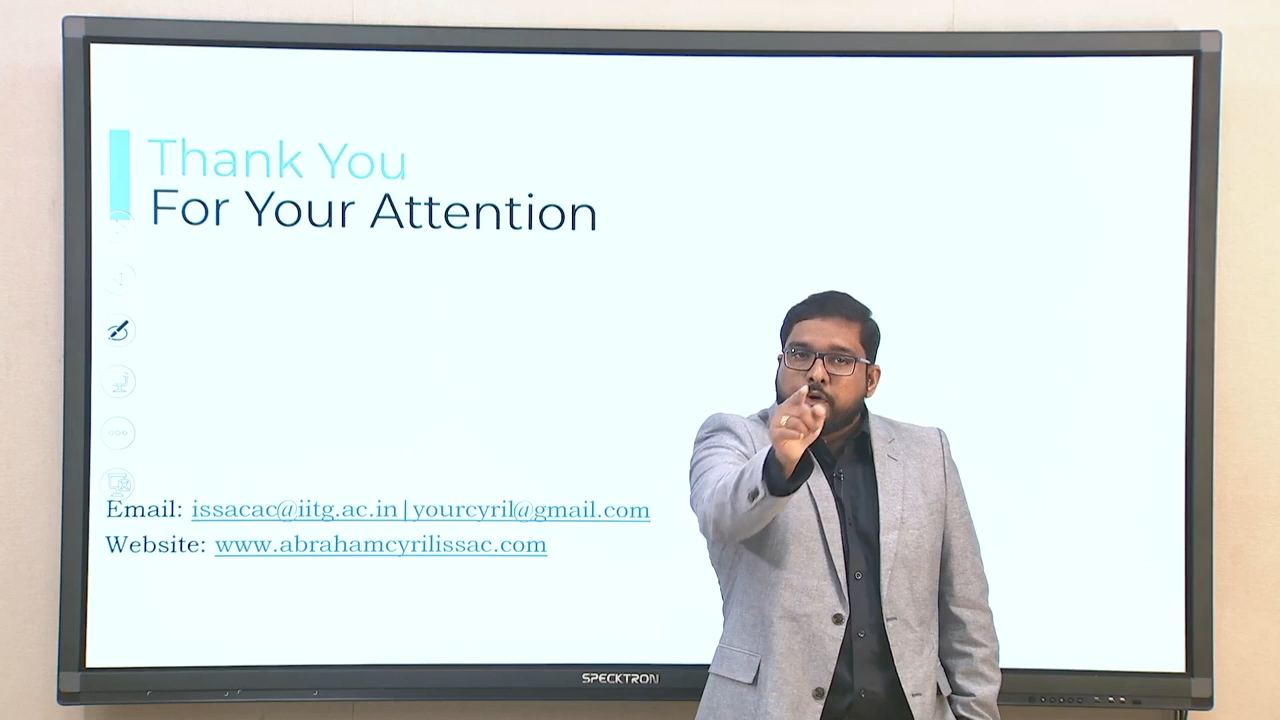 Thank You
For Your Attention
Email: issacac@iitg.ac.in|yourcyril@gmail.com
Website: www.abrahamcyrilissac.com
SPECKTRON